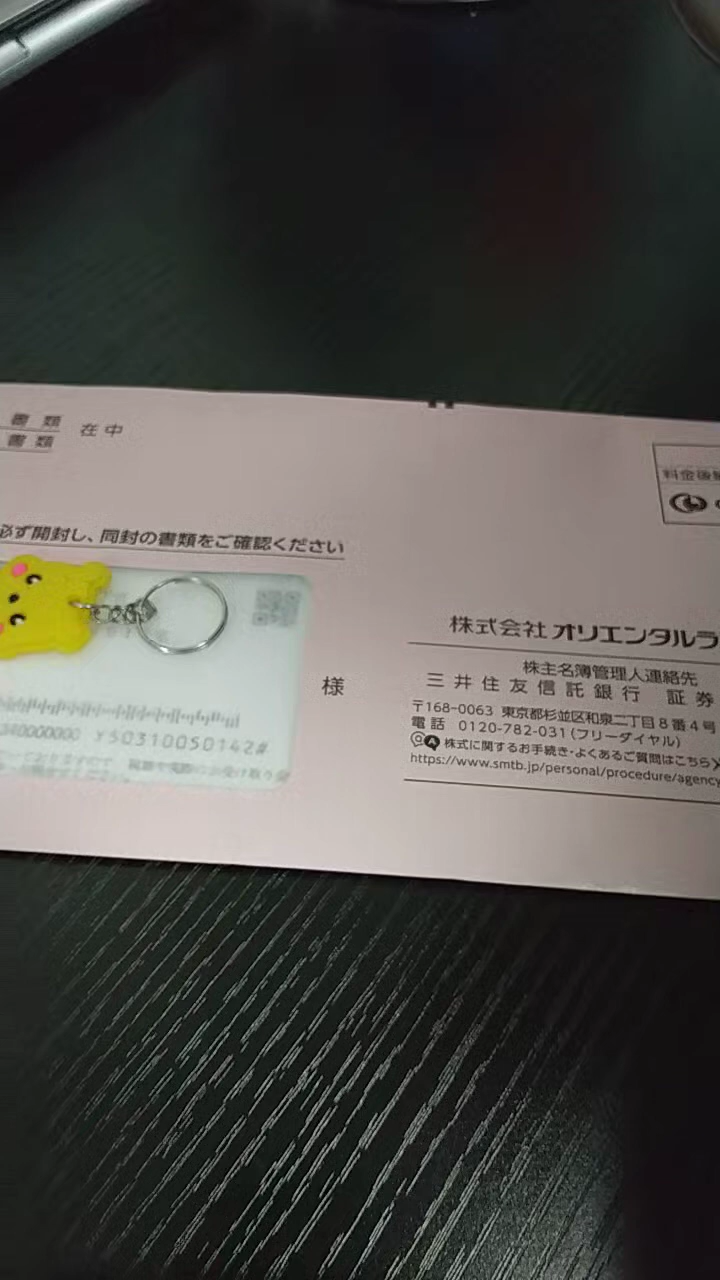 書類 在中
書類
必ず開封し、同封の書類をご確認ください
料金後
株式会社 オリエンタルラ
株主名簿管理人連絡先
三井住友信託銀行 証券
〒168-0063 東京都杉並区和泉二丁目8番4号
電話 0120-782-031(フリーダイヤル)
様
株式に関するお手続き・よくあるご質問はこちら
https://www.smtb.jp/personal/procedure/agency
Y50310050142#